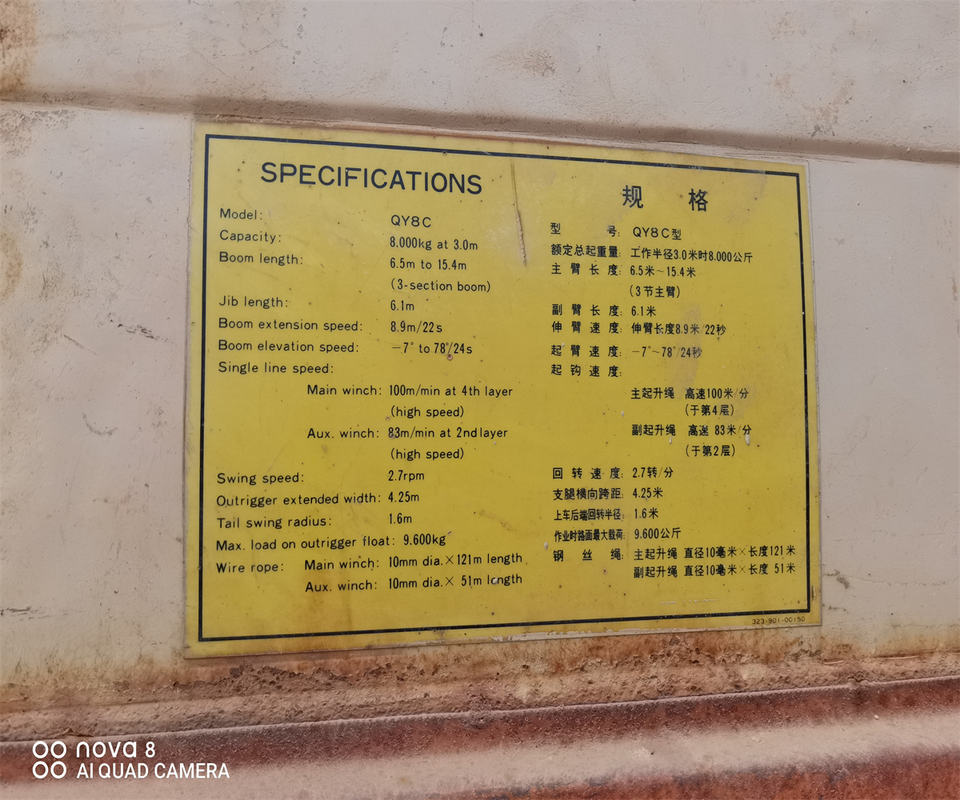 SPECIFICATIONS
Model: QY8C
Capacity: 8.000kg at 3.0m
Boom length: 6.5m to 15.4m
(3-section boom)
Jib length: 6.1m
Boom extension speed: 8.9m/22s
Boom elevation speed: −7° to 78°/24s
Single line speed:
Main winch: 100m/min at 4th layer
(high speed)
Aux. winch: 83m/min at 2nd layer
(high speed)
Swing speed: 2.7rpm
Outrigger extended width: 4.25m
Tail swing radius: 1.6m
Max. load on outrigger float: 9.600kg
Wire rope: Main winch: 10mm dia.×121m length
Aux. winch: 10mm dia.× 51m length
规 格
型 号: QY8C型
额定总起重量: 工作半径3.0米时8.000公斤
主 臂 长 度: 6.5米~15.4米
(3节主臂)
副 臂 长 度: 6.1米
伸 臂 速 度: 伸臂长度8.9米/22秒
起 臂 速 度: −7°~78°/24秒
起 钩 速 度:
主起升绳 高速100米/分
(于第4层)
副起升绳 高速 83米/分
(于第2层)
回 转 速 度: 2.7转/分
支腿横向跨距: 4.25米
上车后端回转半径: 1.6米
作业时路面最大载荷: 9.600公斤
钢 丝 绳: 主起升绳 直径10毫米×长度121米
副起升绳 直径10毫米×长度 51米
323-901-00150
nova 8
AI QUAD CAMERA